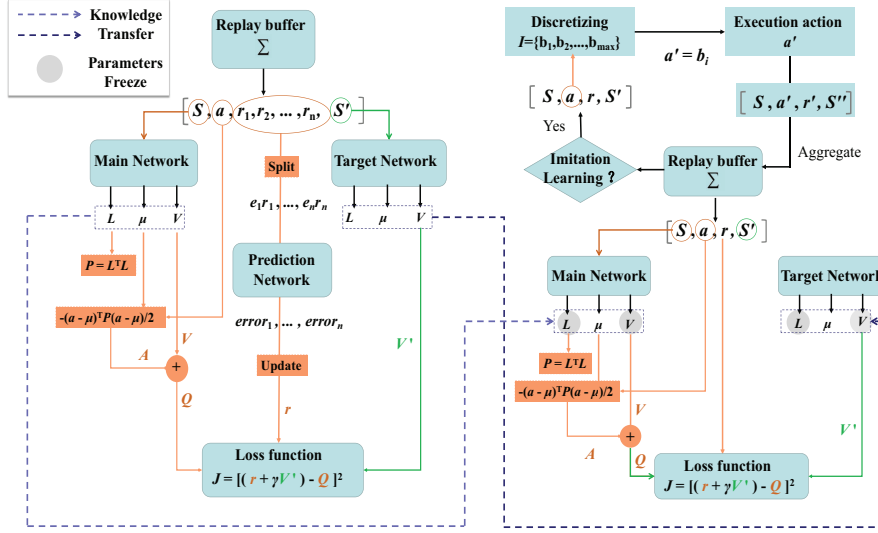 Knowledge
Transfer
Parameters
Freeze
Replay buffer
Σ
[ S, a, r₁, r₂, ... , rₙ, S' ]
Main Network
Split
Target Network
e₁r₁, ..., eₙrₙ
L μ V
L μ V
P = LᵀL
Prediction
Network
-(a - μ)ᵀP(a - μ)/2
error₁, ... , errorₙ
V
V'
A
+
Update
Q
r
Loss function
J = [( r + γV' ) - Q ]²
Discretizing
I={b₁,b₂,...,bₘₐₓ}
Execution action
a'
a' = bᵢ
[ S, a, r, S' ]
[ S, a', r', S'' ]
Yes
Aggregate
Imitation
Learning ?
Replay buffer
Σ
[ S, a, r, S' ]
Main Network
Target Network
L μ V
L μ V
P = LᵀL
-(a - μ)ᵀP(a - μ)/2
V
V'
A
+
Q
Loss function
J = [( r + γV' ) - Q ]²